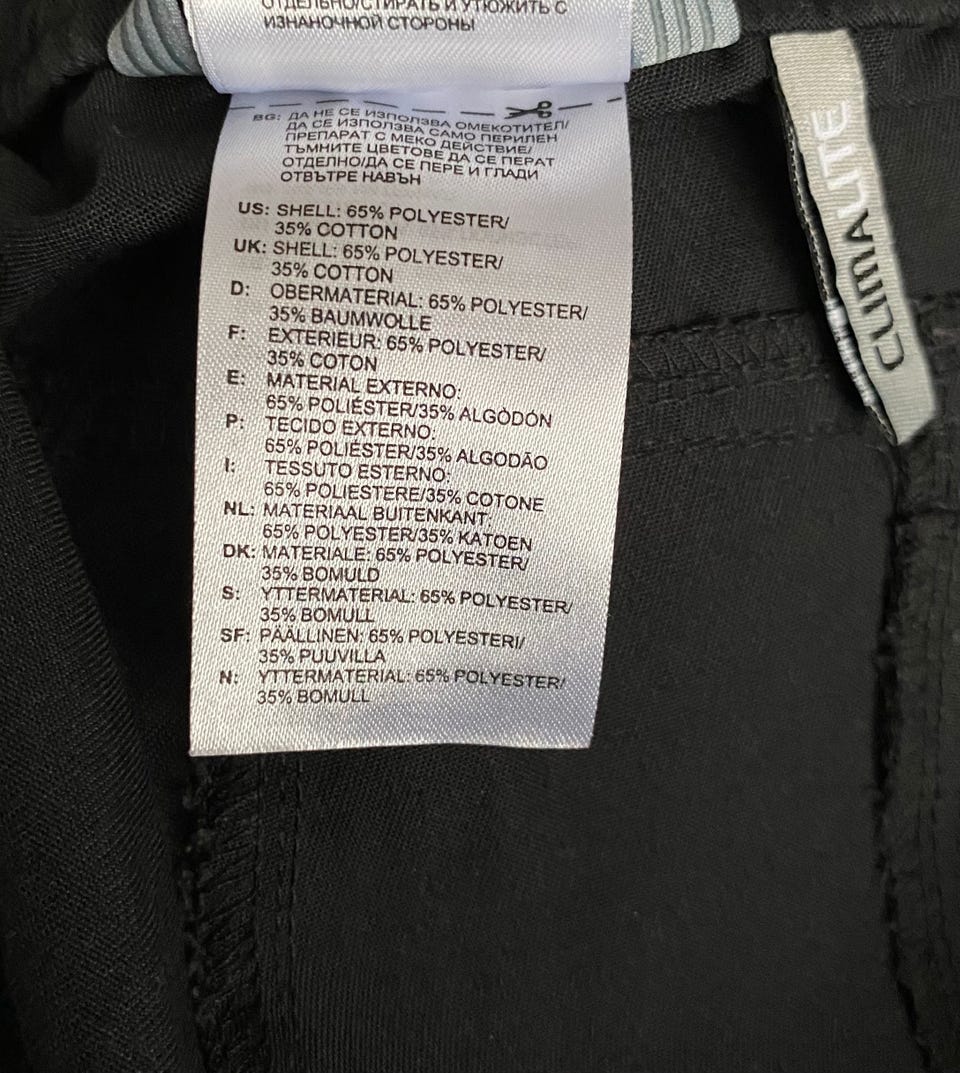 ОТДЕЛЬНО/СТИРАТЬ И УТЮЖИТЬ С
ИЗНАНОЧНОЙ СТОРОНЫ
BG: ДА НЕ СЕ ИЗПОЛЗВА ОМЕКОТИТЕЛ/
ДА СЕ ИЗПОЛЗВА САМО ПЕРИЛЕН
ПРЕПАРАТ С МЕКО ДЕЙСТВИЕ/
ТЪМНИТЕ ЦВЕТОВЕ ДА СЕ ПЕРАТ
ОТДЕЛНО/ДА СЕ ПЕРЕ И ГЛАДИ
ОТВЪТРЕ НАВЪН
US: SHELL: 65% POLYESTER/
35% COTTON
UK: SHELL: 65% POLYESTER/
35% COTTON
D: OBERMATERIAL: 65% POLYESTER/
35% BAUMWOLLE
F: EXTERIEUR: 65% POLYESTER/
35% COTON
E: MATERIAL EXTERNO:
65% POLIÉSTER/35% ALGODÓN
P: TECIDO EXTERNO:
65% POLIÉSTER/35% ALGODÃO
I: TESSUTO ESTERNO:
65% POLIESTERE/35% COTONE
NL: MATERIAAL BUITENKANT:
65% POLYESTER/35% KATOEN
DK: MATERIALE: 65% POLYESTER/
35% BOMULD
S: YTTERMATERIAL: 65% POLYESTER/
35% BOMULL
SF: PÄÄLLINEN: 65% POLYESTERI/
35% PUUVILLA
N: YTTERMATERIAL: 65% POLYESTER/
35% BOMULL
CLIMALITE